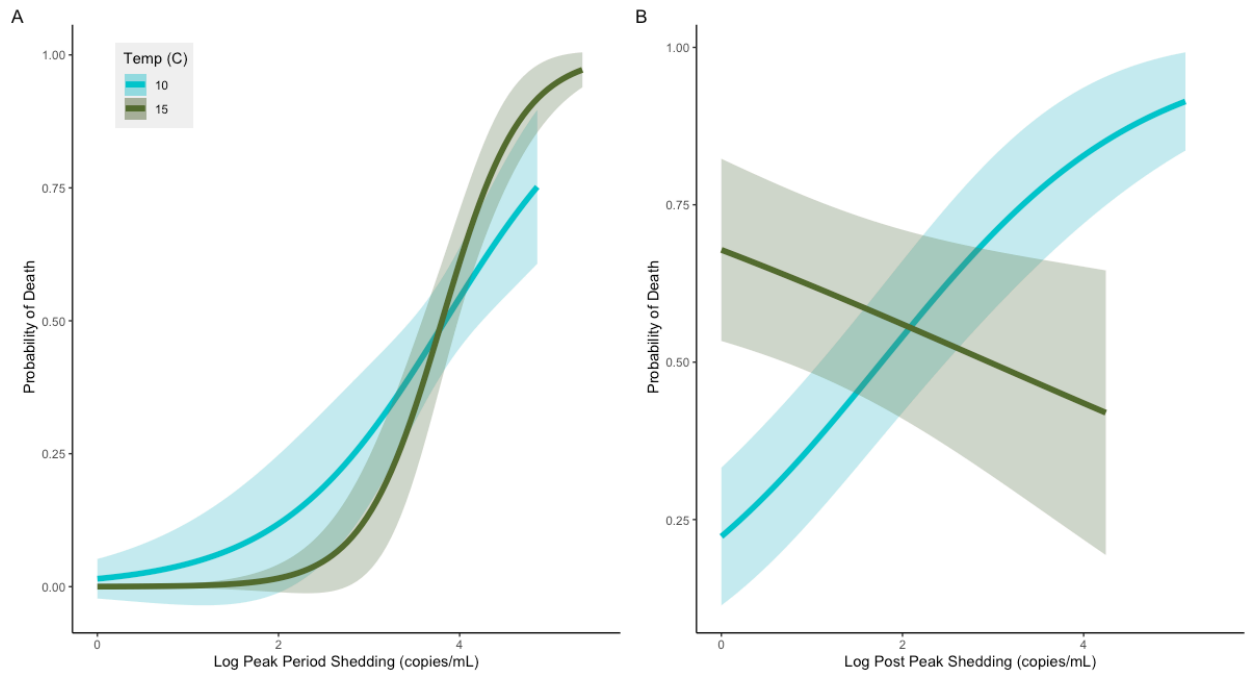 A
Temp (C)
10
15
1.00
0.75
0.50
0.25
0.00
Probability of Death
0
2
4
Log Peak Period Shedding (copies/mL)
B
1.00
0.75
0.50
0.25
Probability of Death
0
2
4
Log Post Peak Shedding (copies/mL)